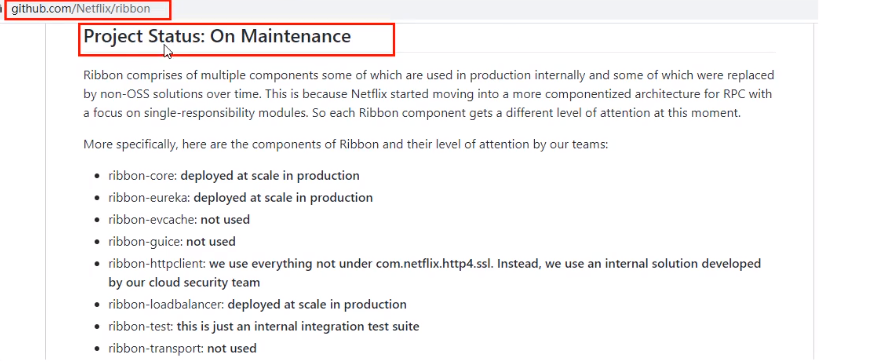 github.com/Netflix/ribbon
Project Status: On Maintenance
Ribbon comprises of multiple components some of which are used in production internally and some of which were replaced
by non-OSS solutions over time. This is because Netflix started moving into a more componentized architecture for RPC with
a focus on single-responsibility modules. So each Ribbon component gets a different level of attention at this moment.
More specifically, here are the components of Ribbon and their level of attention by our teams:
• ribbon-core: deployed at scale in production
• ribbon-eureka: deployed at scale in production
• ribbon-evcache: not used
• ribbon-guice: not used
• ribbon-httpclient: we use everything not under com.netflix.http4.ssl. Instead, we use an internal solution developed
by our cloud security team
• ribbon-loadbalancer: deployed at scale in production
• ribbon-test: this is just an internal integration test suite
• ribbon-transport: not used